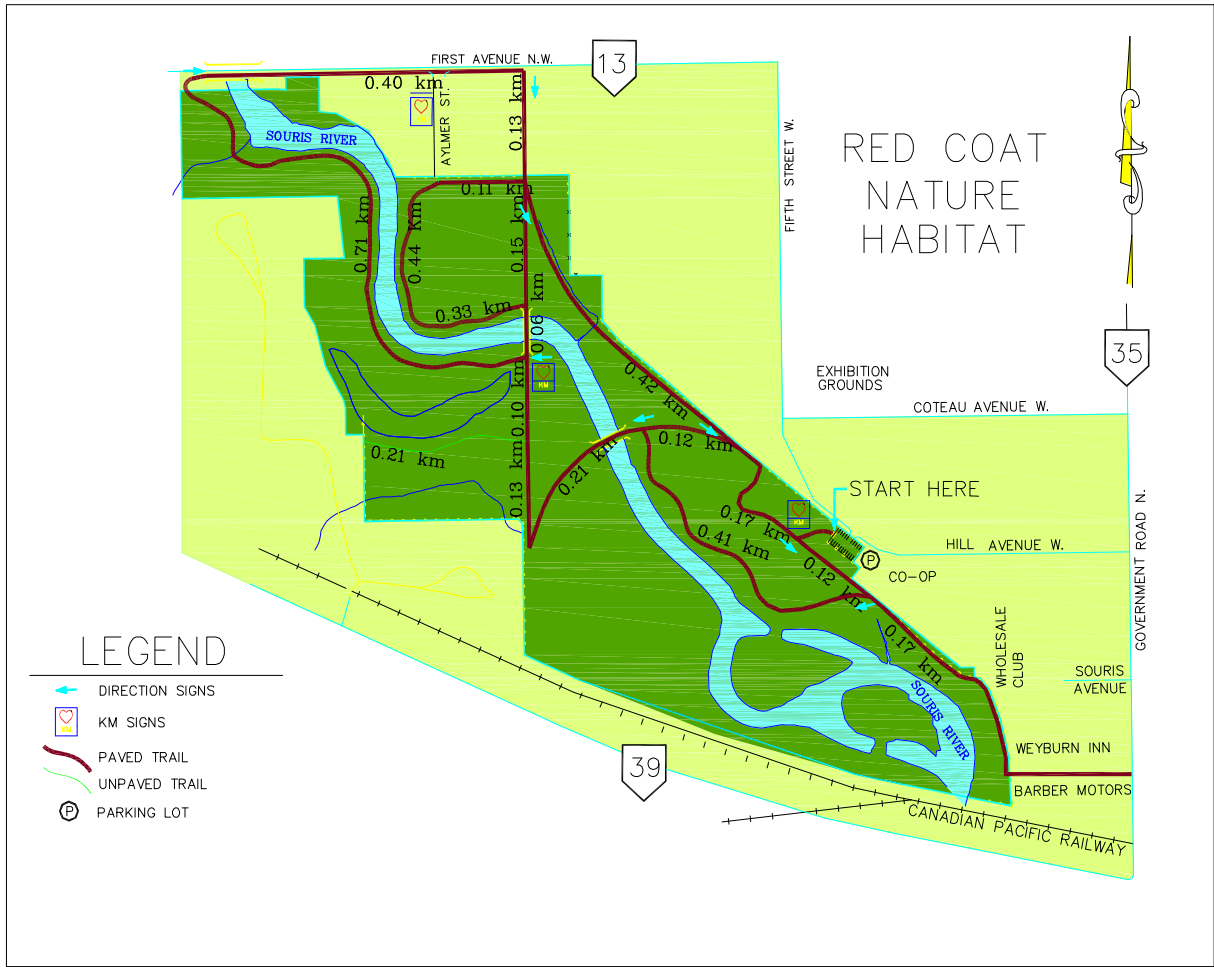 FIRST AVENUE N.W.
13
0.40 km
AYLMER ST.
0.13 km
SOURIS RIVER
FIFTH STREET W.
RED COAT
NATURE
HABITAT
0.11 km
0.15 km
0.71 km
0.44 Km
0.33 km
0.06 km
35
KM
0.10 km
0.42 km
EXHIBITION
GROUNDS
COTEAU AVENUE W.
0.12 km
0.21 km
0.21 km
0.13 km
START HERE
KM
0.17 km
0.41 km
0.12 km
P
HILL AVENUE W.
CO-OP
GOVERNMENT ROAD N.
0.17 km
WHOLESALE
CLUB
SOURIS
AVENUE
SOURIS RIVER
WEYBURN INN
BARBER MOTORS
39
CANADIAN PACIFIC RAILWAY
LEGEND
DIRECTION SIGNS
KM
KM SIGNS
PAVED TRAIL
UNPAVED TRAIL
P
PARKING LOT